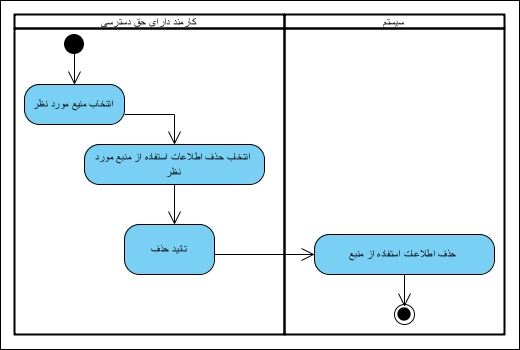 کارمند دارای حق دسترسی
سیستم
انتخاب منبع مورد نظر
انتخاب حذف اطلاعات استفاده از منبع مورد
نظر
تائید حذف
حذف اطلاعات استفاده از منبع